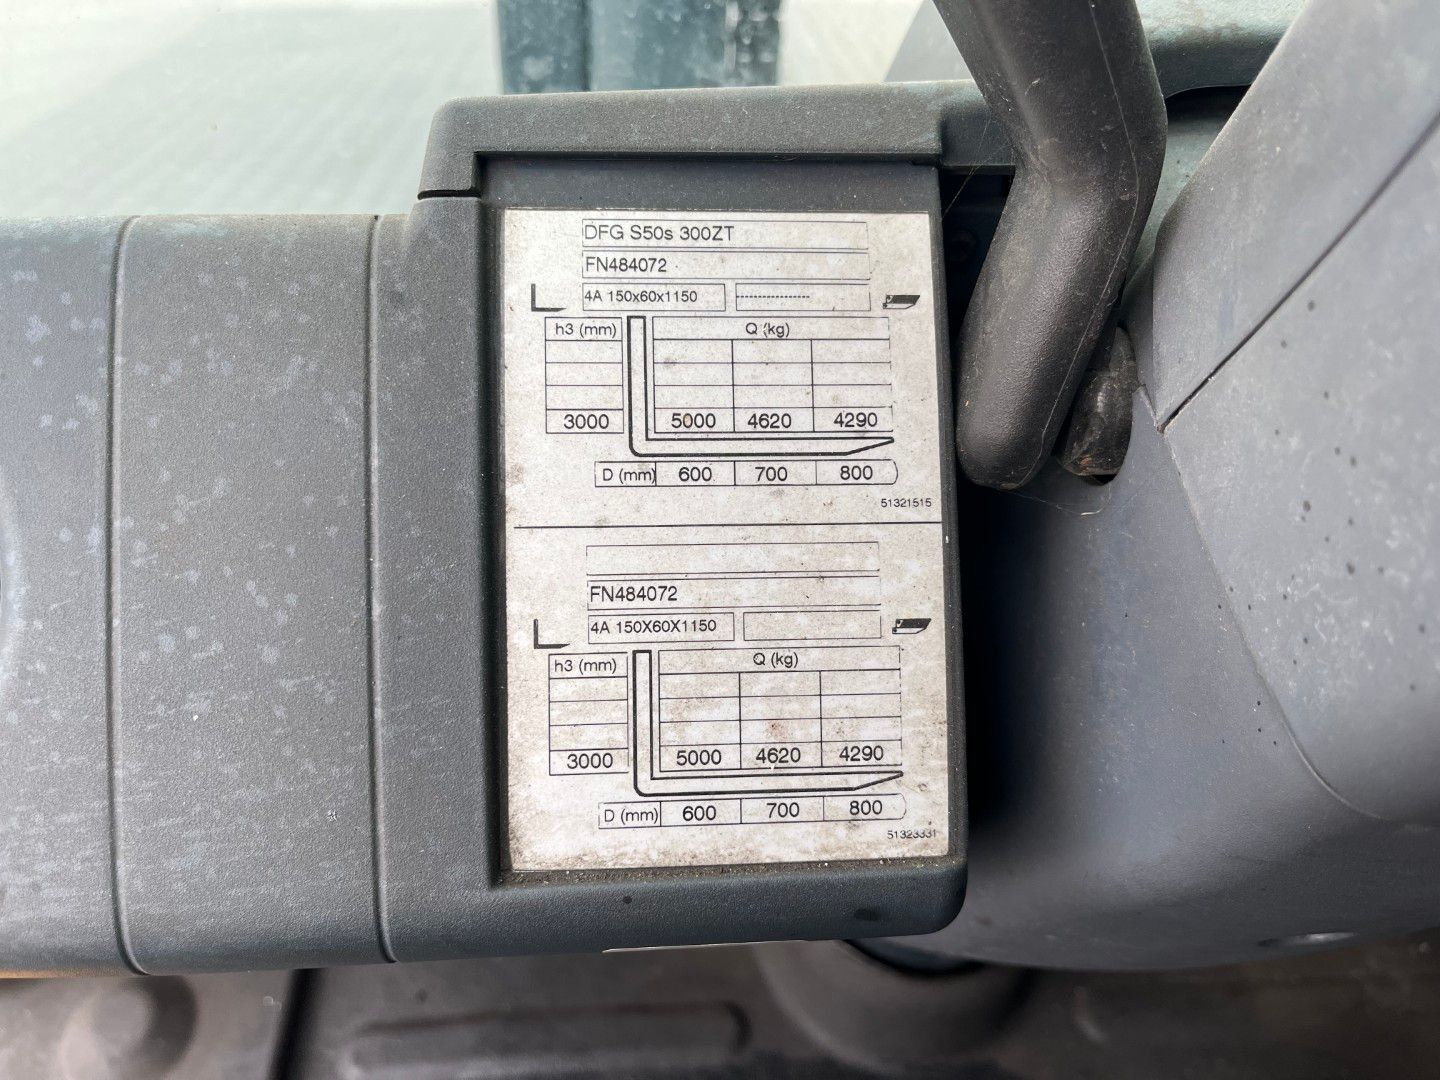 DFG S50s 300ZT
FN484072
4A 150x60x1150 ------------------
h3 (mm) Q (kg)
3000 5000 4620 4290
D (mm) 600 700 800
51321515
FN484072
4A 150X60X1150
h3 (mm) Q (kg)
3000 5000 4620 4290
D (mm) 600 700 800
51323331